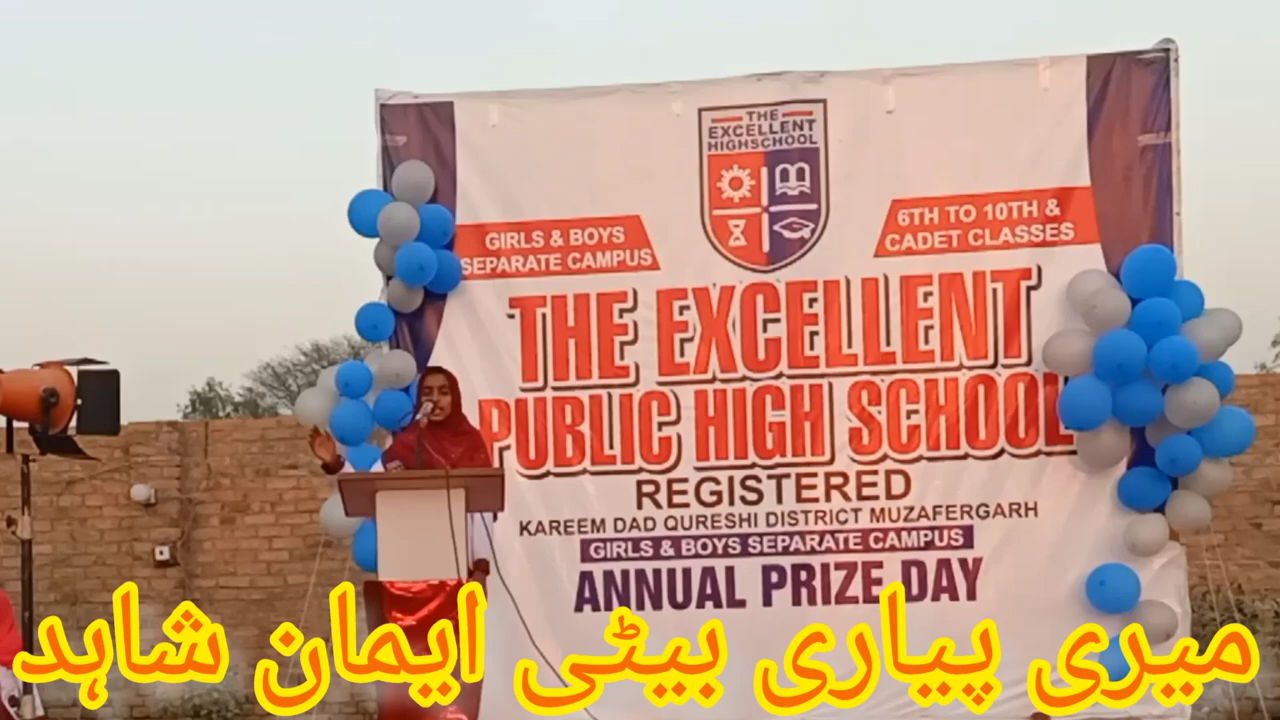 THE
EXCELLENT
HIGHSCHOOL
GIRLS & BOYS
SEPARATE CAMPUS
6TH TO 10TH &
CADET CLASSES
THE EXCELLENT
PUBLIC HIGH SCHOOL
REGISTERED
KAREEM DAD QURESHI DISTRICT MUZAFERGARH
GIRLS & BOYS SEPARATE CAMPUS
ANNUAL PRIZE DAY
میری پیاری بیٹی ایمان شاہد